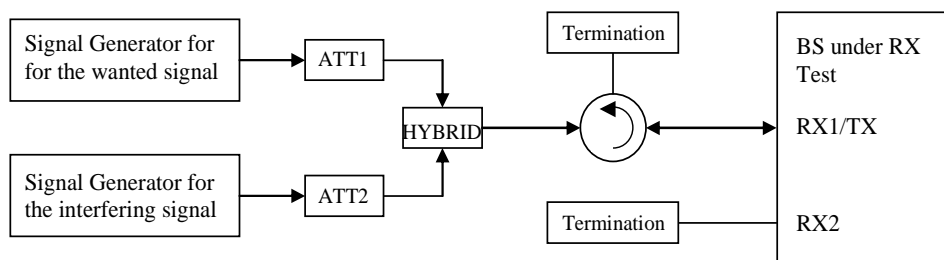 Signal Generator for
for the wanted signal
ATT1
Termination
BS under RX
Test
HYBRID
RX1/TX
Signal Generator for
the interfering signal
ATT2
Termination
RX2